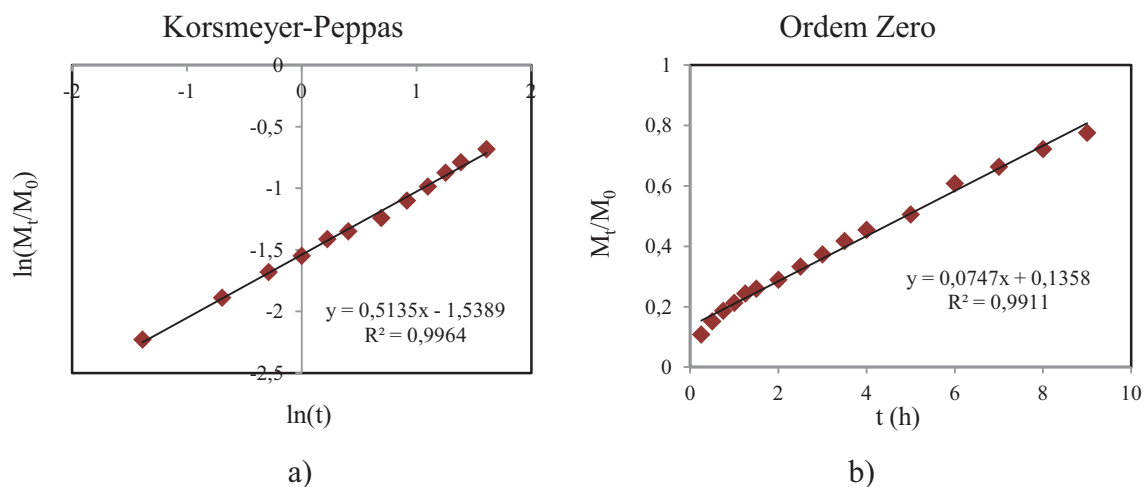 Korsmeyer-Peppas
0
-2
-1
0
1
2
-0,5
-1
-1,5
-2
-2,5
ln(Mt/M0)
y = 0,5135x - 1,5389
R² = 0,9964
ln(t)
a)
Ordem Zero
1
0,8
0,6
0,4
0,2
0
Mt/M0
y = 0,0747x + 0,1358
R² = 0,9911
0
2
4
6
8
10
t (h)
b)